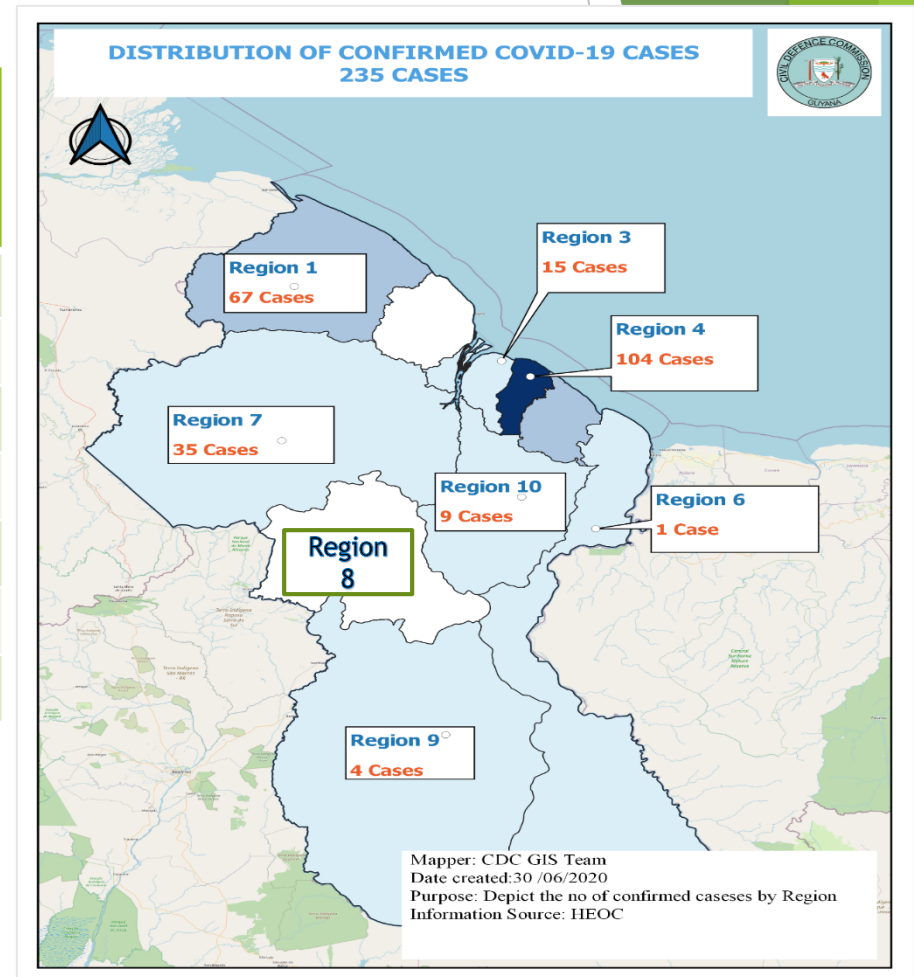 DISTRIBUTION OF CONFIRMED COVID-19 CASES
235 CASES
CIVIL DEFENCE COMMISSION
GUYANA
Region 3
15 Cases
Region 1
67 Cases
Region 4
104 Cases
Region 7
35 Cases
Region 10
9 Cases
Region 6
1 Case
Region
8
Region 9
4 Cases
Mapper: CDC GIS Team
Date created:30 /06/2020
Purpose: Depict the no of confirmed caseses by Region
Information Source: HEOC